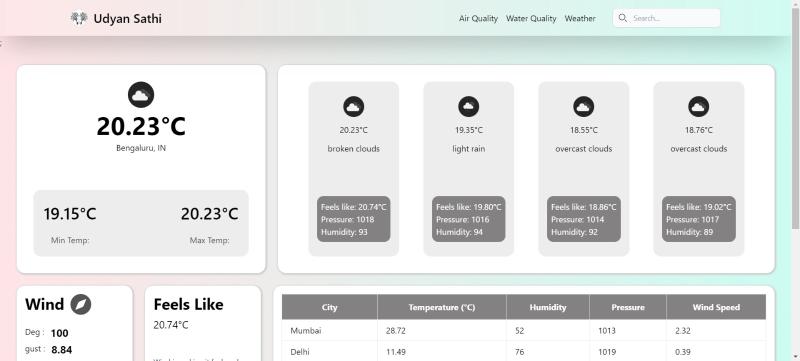 Udyan Sathi
Air Quality Water Quality Weather
Search...
;
20.23°C
Bengaluru, IN
19.15°C 20.23°C
Min Temp: Max Temp:
20.23°C
broken clouds
Feels like: 20.74°C
Pressure: 1018
Humidity: 93
19.35°C
light rain
Feels like: 19.80°C
Pressure: 1016
Humidity: 94
18.55°C
overcast clouds
Feels like: 18.86°C
Pressure: 1014
Humidity: 92
18.76°C
overcast clouds
Feels like: 19.02°C
Pressure: 1017
Humidity: 89
Wind
Deg : 100
gust : 8.84
Feels Like
20.74°C
City Temperature (°C) Humidity Pressure Wind Speed
Mumbai 28.72 52 1013 2.32
Delhi 11.49 76 1019 0.39